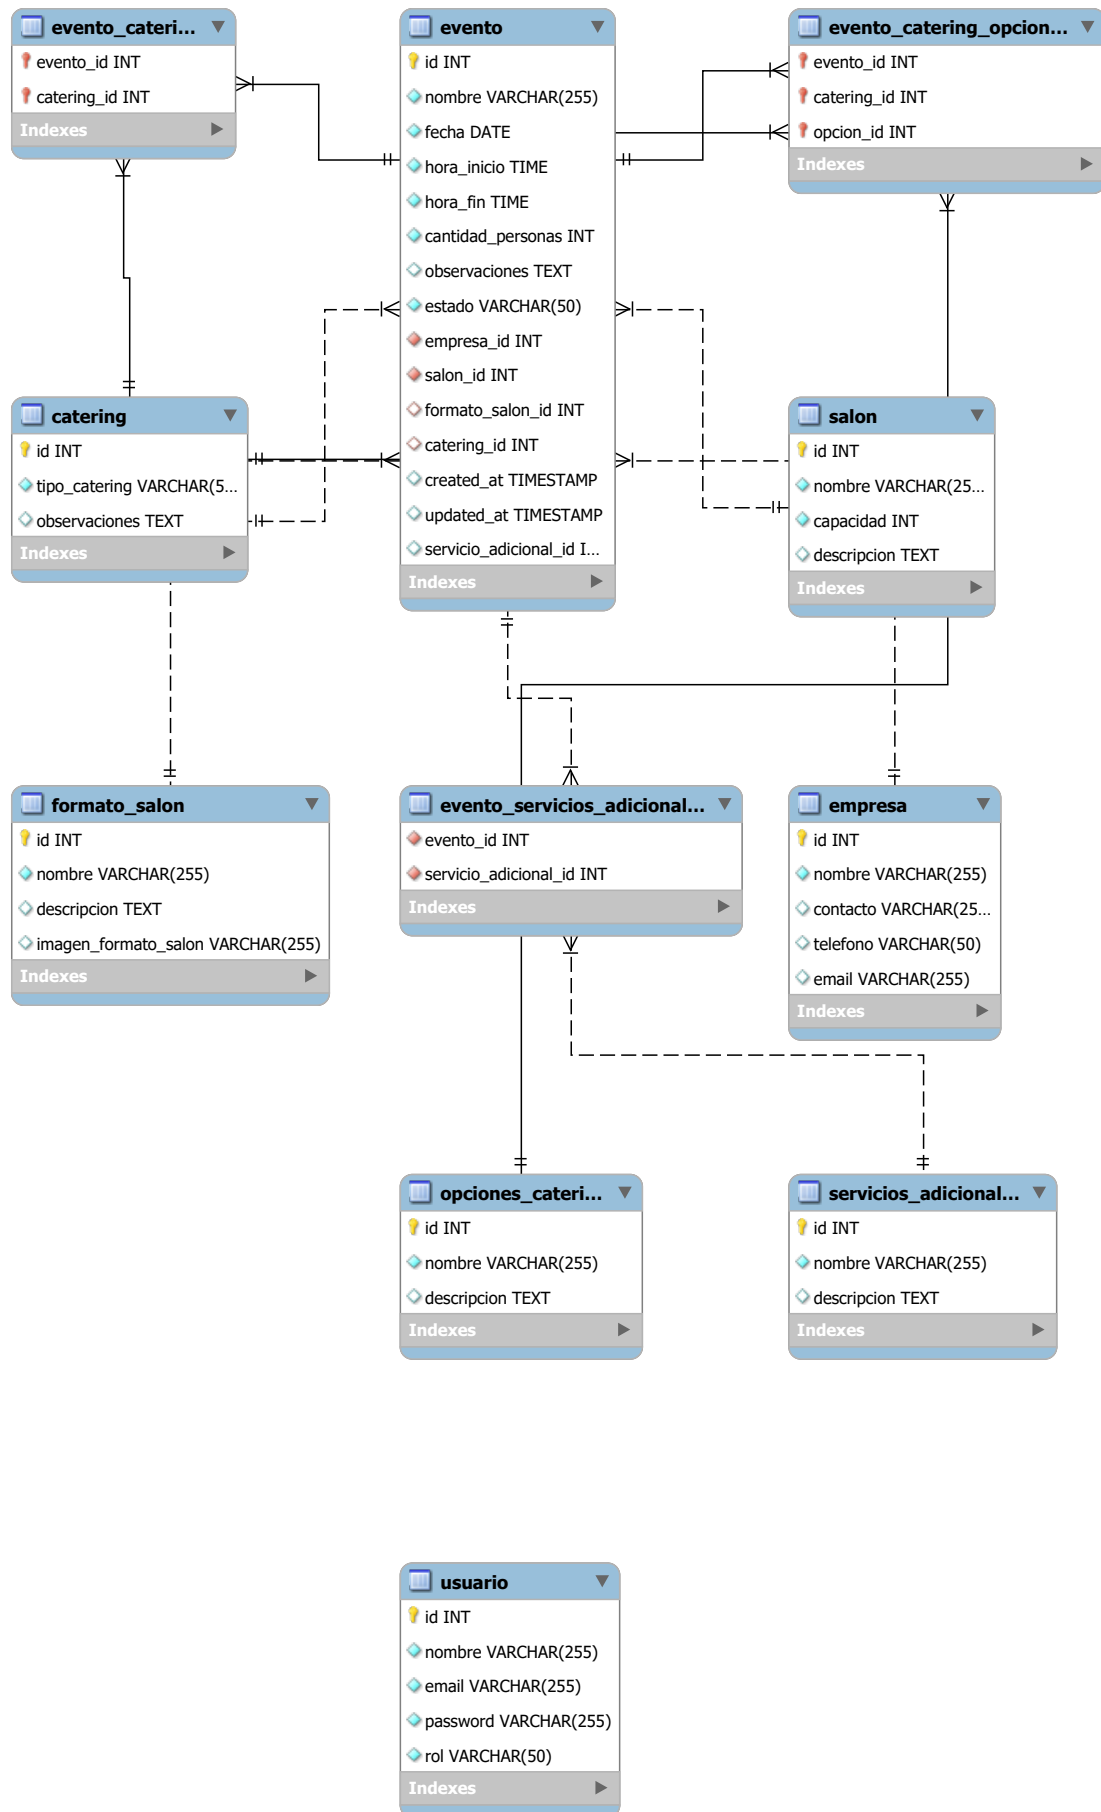 evento_cateri...
evento_id INT
catering_id INT
Indexes
evento
id INT
nombre VARCHAR(255)
fecha DATE
hora_inicio TIME
hora_fin TIME
cantidad_personas INT
observaciones TEXT
estado VARCHAR(50)
empresa_id INT
salon_id INT
formato_salon_id INT
catering_id INT
created_at TIMESTAMP
updated_at TIMESTAMP
servicio_adicional_id I...
Indexes
evento_catering_opcion...
evento_id INT
catering_id INT
opcion_id INT
Indexes
catering
id INT
tipo_catering VARCHAR(5...
observaciones TEXT
Indexes
salon
id INT
nombre VARCHAR(25...
capacidad INT
descripcion TEXT
Indexes
formato_salon
id INT
nombre VARCHAR(255)
descripcion TEXT
imagen_formato_salon VARCHAR(255)
Indexes
evento_servicios_adicional...
evento_id INT
servicio_adicional_id INT
Indexes
empresa
id INT
nombre VARCHAR(255)
contacto VARCHAR(25...
telefono VARCHAR(50)
email VARCHAR(255)
Indexes
opciones_cateri...
id INT
nombre VARCHAR(255)
descripcion TEXT
Indexes
servicios_adicional...
id INT
nombre VARCHAR(255)
descripcion TEXT
Indexes
usuario
id INT
nombre VARCHAR(255)
email VARCHAR(255)
password VARCHAR(255)
rol VARCHAR(50)
Indexes